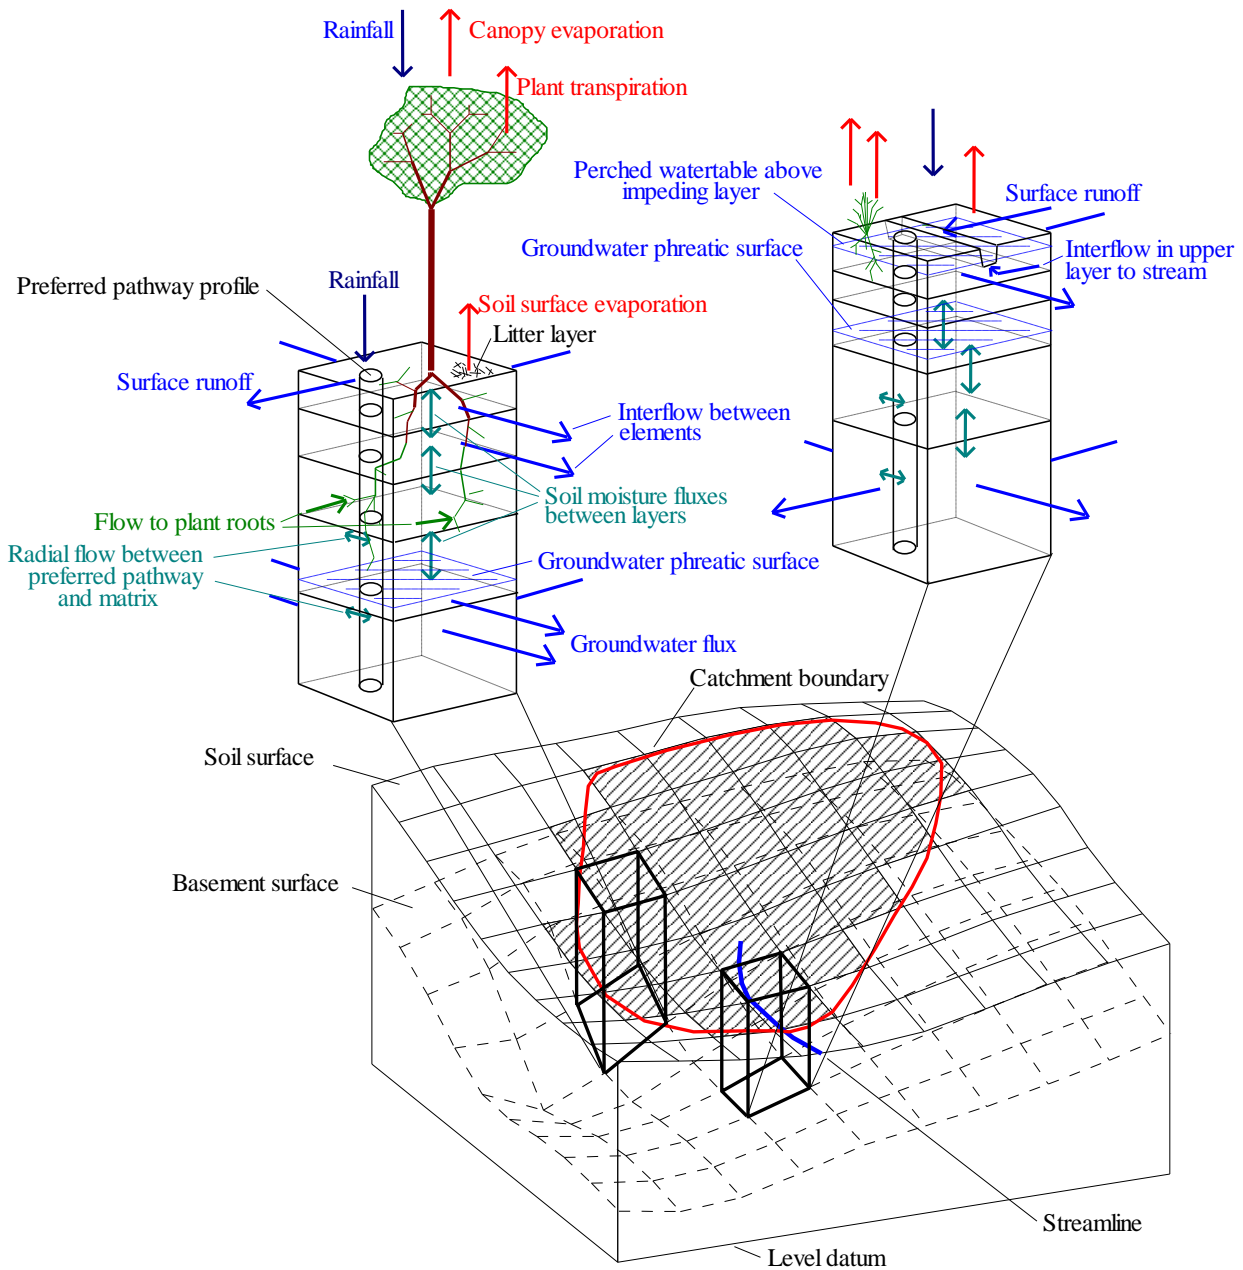 Rainfall
Canopy evaporation
Plant transpiration
Perched watertable above
impeding layer
Surface runoff
Groundwater phreatic surface
Interflow in upper
layer to stream
Preferred pathway profile
Rainfall
Soil surface evaporation
Litter layer
Surface runoff
Interflow between
elements
Soil moisture fluxes
between layers
Flow to plant roots
Radial flow between
preferred pathway
and matrix
Groundwater phreatic surface
Groundwater flux
Catchment boundary
Soil surface
Basement surface
Streamline
Level datum